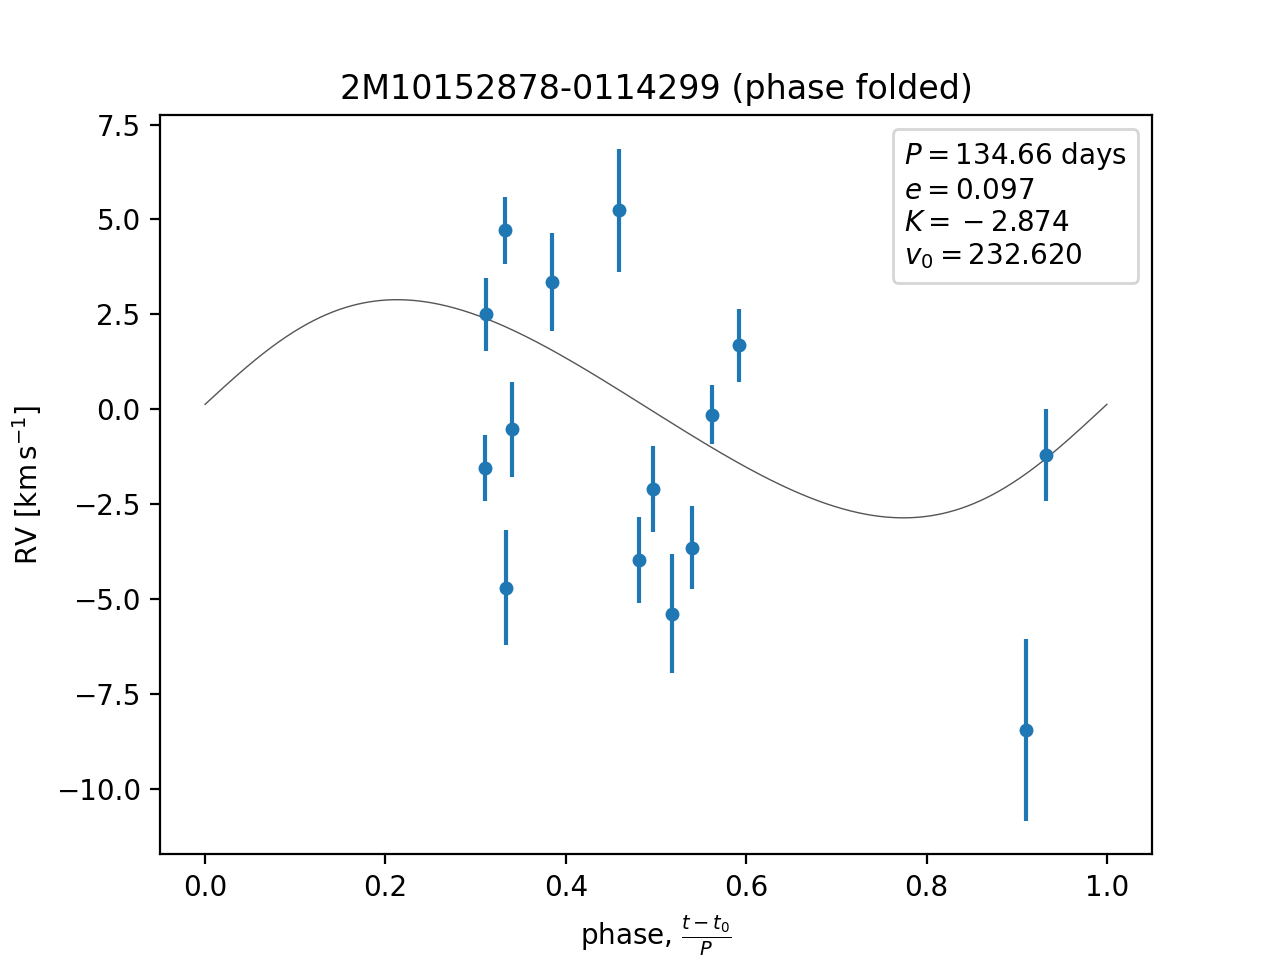 2M10152878-0114299 (phase folded)
P = 134.66 days
e = 0.097
K = −2.874
v₀ = 232.620
RV [km s⁻¹]
7.5
5.0
2.5
0.0
−2.5
−5.0
−7.5
−10.0
0.0 0.2 0.4 0.6 0.8 1.0
phase, (t − t₀)/P